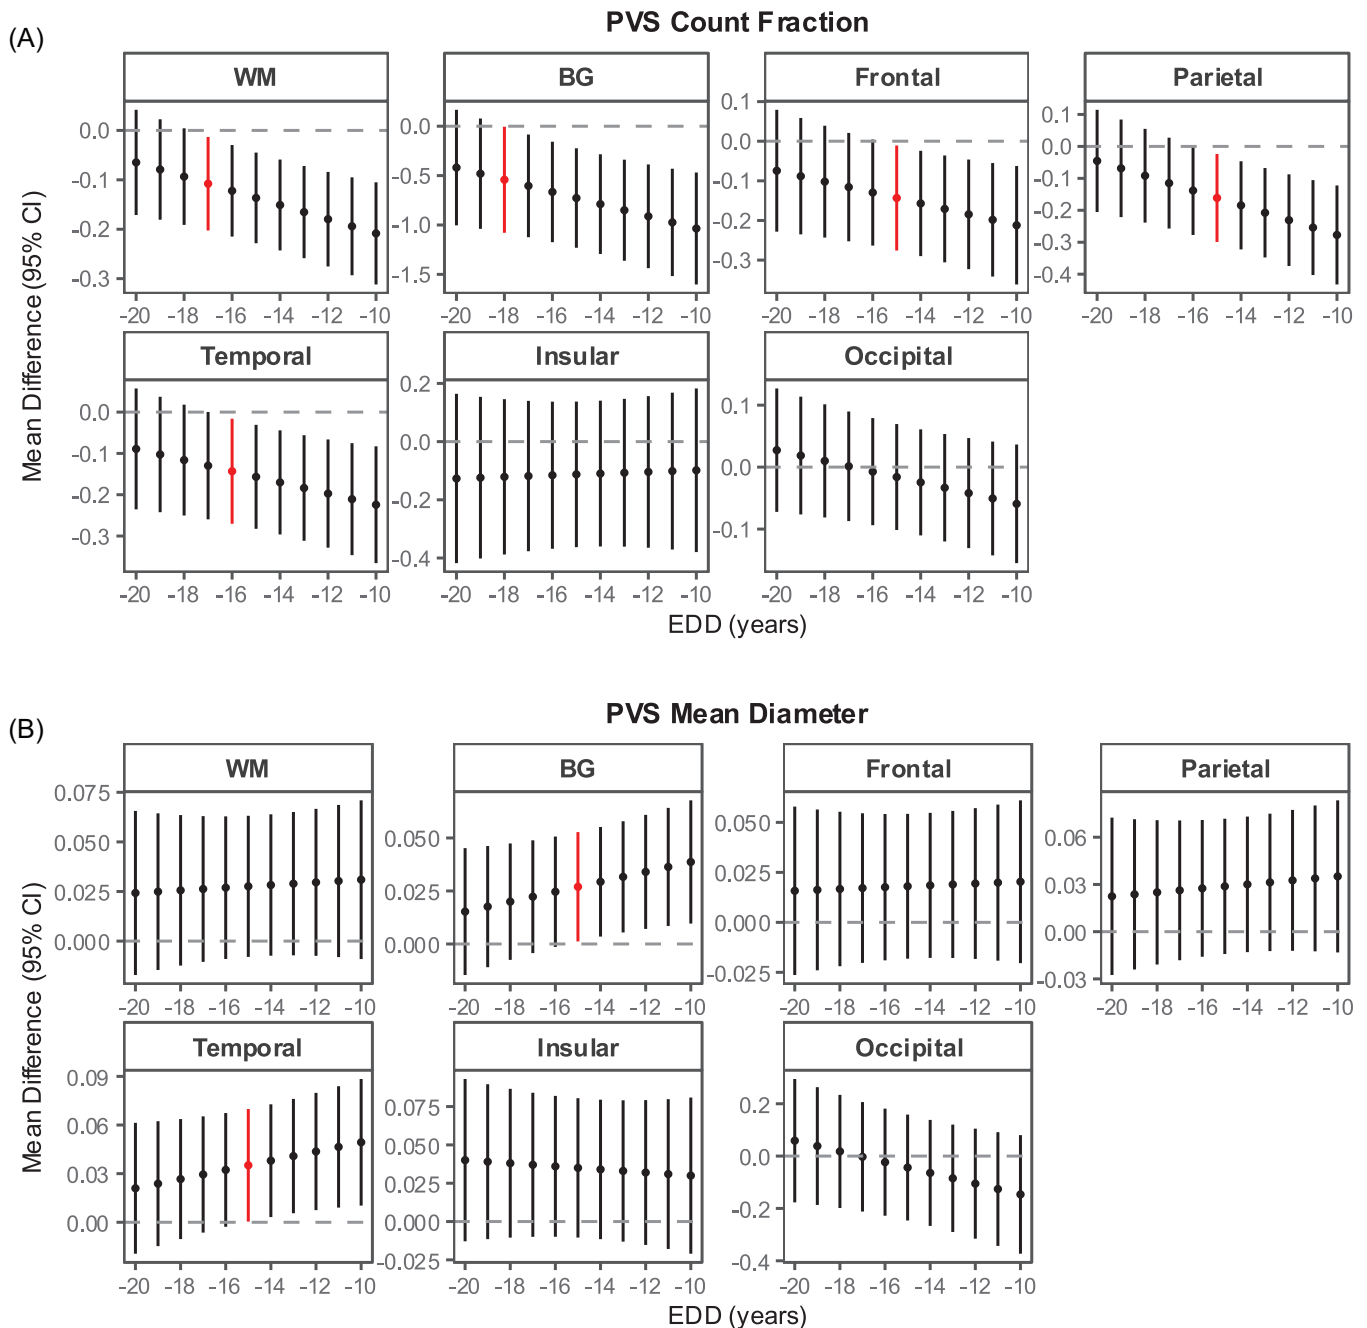 (A)
PVS Count Fraction
WM BG Frontal Parietal
0.0 -0.1 -0.2 -0.3
0.0 -0.5 -1.0 -1.5
0.1 0.0 -0.1 -0.2 -0.3
0.1 0.0 -0.1 -0.2 -0.3 -0.4
-20 -18 -16 -14 -12 -10
-20 -18 -16 -14 -12 -10
-20 -18 -16 -14 -12 -10
-20 -18 -16 -14 -12 -10
Mean Difference (95% CI)
Temporal Insular Occipital
0.0 -0.1 -0.2 -0.3
0.2 0.0 -0.2 -0.4
0.1 0.0 -0.1
-20 -18 -16 -14 -12 -10
-20 -18 -16 -14 -12 -10
-20 -18 -16 -14 -12 -10
EDD (years)
(B)
PVS Mean Diameter
WM BG Frontal Parietal
0.075 0.050 0.025 0.000
0.050 0.025 0.000
0.050 0.025 0.000 -0.025
0.06 0.03 0.00 -0.03
-20 -18 -16 -14 -12 -10
-20 -18 -16 -14 -12 -10
-20 -18 -16 -14 -12 -10
-20 -18 -16 -14 -12 -10
Mean Difference (95% CI)
Temporal Insular Occipital
0.09 0.06 0.03 0.00
0.075 0.050 0.025 0.000 -0.025
0.2 0.0 -0.2 -0.4
-20 -18 -16 -14 -12 -10
-20 -18 -16 -14 -12 -10
-20 -18 -16 -14 -12 -10
EDD (years)